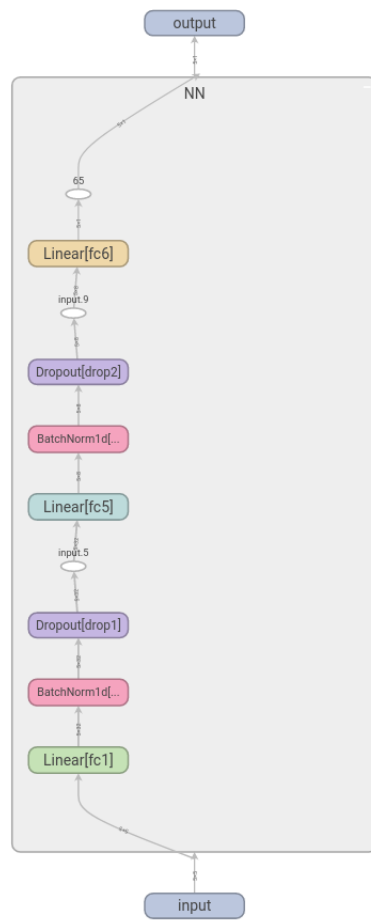 output
NN
65
Linear[fc6]
input.9
Dropout[drop2]
BatchNorm1d[...
Linear[fc5]
input.5
Dropout[drop1]
BatchNorm1d[...
Linear[fc1]
input